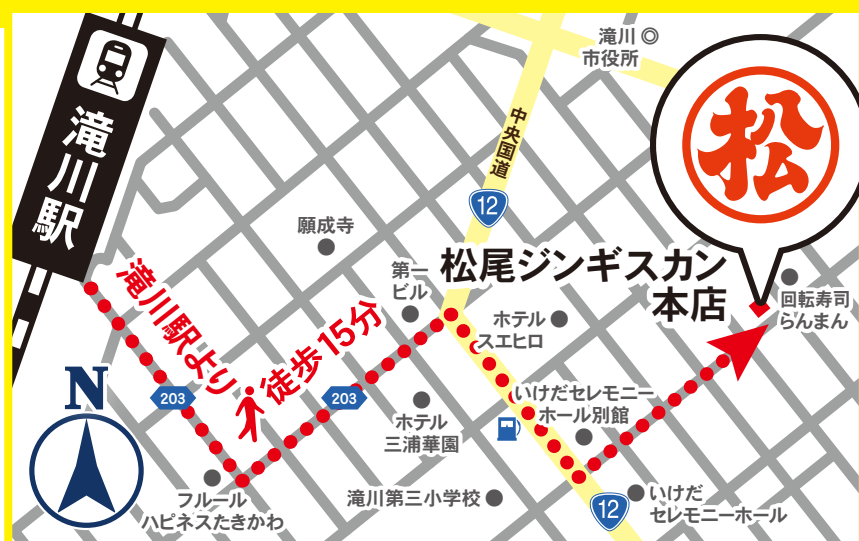 滝川駅
滝川◎
市役所
中央国道
12
松
願成寺
第一
ビル
松尾ジンギスカン
本店
回転寿司
らんまん
ホテル
スエヒロ
滝川駅より
徒歩15分
203
203
いけだセレモニー
ホール別館
ホテル
三浦華園
N
フルール
ハピネスたきかわ
滝川第三小学校
12
いけだ
セレモニーホール